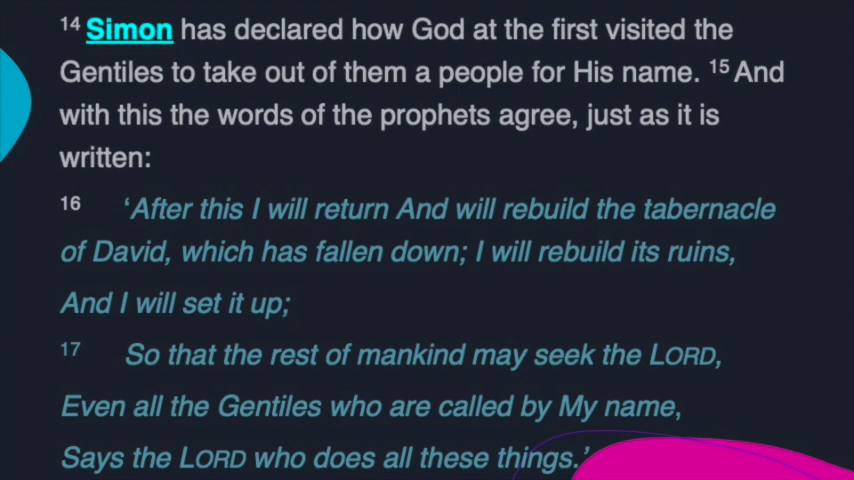 14 Simon has declared how God at the first visited the
Gentiles to take out of them a people for His name. 15 And
with this the words of the prophets agree, just as it is
written:
16 ‘After this I will return And will rebuild the tabernacle
of David, which has fallen down; I will rebuild its ruins,
And I will set it up;
17 So that the rest of mankind may seek the LORD,
Even all the Gentiles who are called by My name,
Says the LORD who does all these things.’